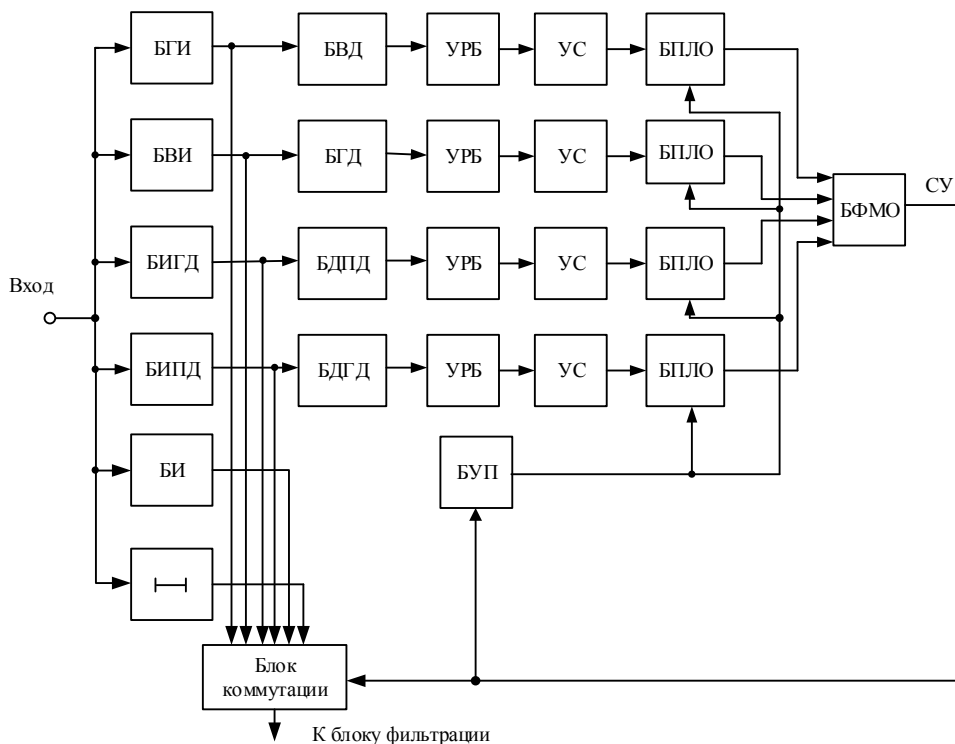 БГИ
БВД
УРБ
УС
БПЛО
БВИ
БГД
УРБ
УС
БПЛО
СУ
БФМО
БИГД
БДПД
УРБ
УС
БПЛО
Вход
БИПД
БДГД
УРБ
УС
БПЛО
БИ
БУП
Блок
коммутации
К блоку фильтрации